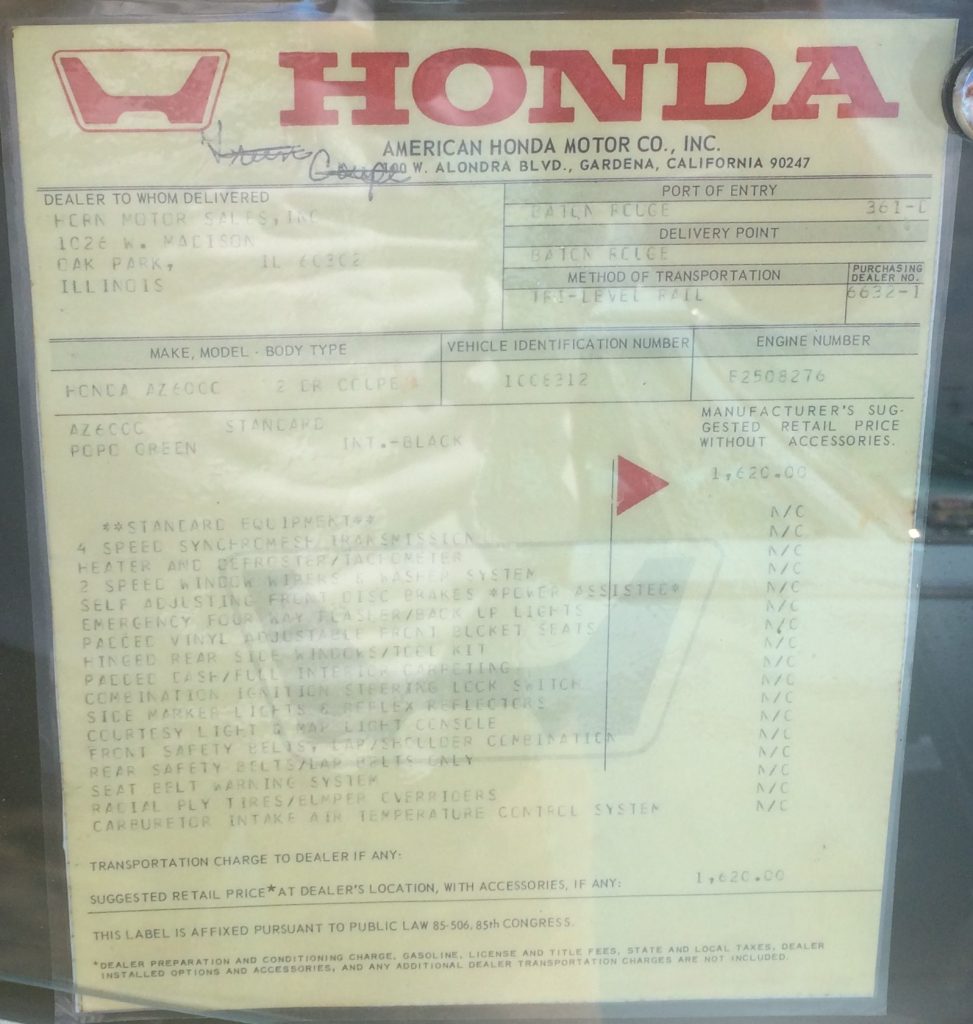 HONDA
AMERICAN HONDA MOTOR CO., INC.
Coupe
W. ALONDRA BLVD., GARDENA, CALIFORNIA 90247
DEALER TO WHOM DELIVERED
HORN MOTOR SALES, INC
1026 W. MADISON
OAK PARK, IL 60302
ILLINOIS
PORT OF ENTRY
BATON ROUGE 361-
DELIVERY POINT
BATON ROUGE
METHOD OF TRANSPORTATION
TRI-LEVEL RAIL
PURCHASING
DEALER NO.
6632-1
MAKE, MODEL - BODY TYPE
HONDA AZ600C 2 DR COUPE
VEHICLE IDENTIFICATION NUMBER
1006312
ENGINE NUMBER
F2508276
AZ600C STANDARD
POPO GREEN INT.-BLACK
MANUFACTURER'S SUG-
GESTED RETAIL PRICE
WITHOUT ACCESSORIES.
1,620.00
**STANDARD EQUIPMENT** N/C
4 SPEED SYNCHROMESH TRANSMISSION N/C
HEATER AND DEFROSTER/TACHOMETER N/C
2 SPEED WINDOW WIPERS & WASHER SYSTEM N/C
SELF ADJUSTING FRONT DISC BRAKES *POWER ASSISTED* N/C
EMERGENCY FOUR WAY FLASHER/BACK UP LIGHTS N/C
PADDED VINYL ADJUSTABLE FRONT BUCKET SEATS N/C
HINGED REAR SIDE WINDOWS/TOOL KIT N/C
PADDED DASH/FULL INTERIOR CARPETING N/C
COMBINATION IGNITION STEERING LOCK SWITCH N/C
SIDE MARKER LIGHTS & REFLEX REFLECTORS N/C
COURTESY LIGHT & MAP LIGHT CONSOLE N/C
FRONT SAFETY BELTS, LAP/SHOULDER COMBINATION N/C
REAR SAFETY BELTS/LAP BELTS ONLY N/C
SEAT BELT WARNING SYSTEM N/C
RADIAL PLY TIRES/BUMPER OVERRIDERS N/C
CARBURETOR INTAKE AIR TEMPERATURE CONTROL SYSTEM
TRANSPORTATION CHARGE TO DEALER IF ANY:
SUGGESTED RETAIL PRICE*AT DEALER'S LOCATION, WITH ACCESSORIES, IF ANY: 1,620.00
THIS LABEL IS AFFIXED PURSUANT TO PUBLIC LAW 85-506, 85th CONGRESS.
*DEALER PREPARATION AND CONDITIONING CHARGE, GASOLINE, LICENSE AND TITLE FEES, STATE AND LOCAL TAXES, DEALER
INSTALLED OPTIONS AND ACCESSORIES, AND ANY ADDITIONAL DEALER TRANSPORTATION CHARGES ARE NOT INCLUDED.